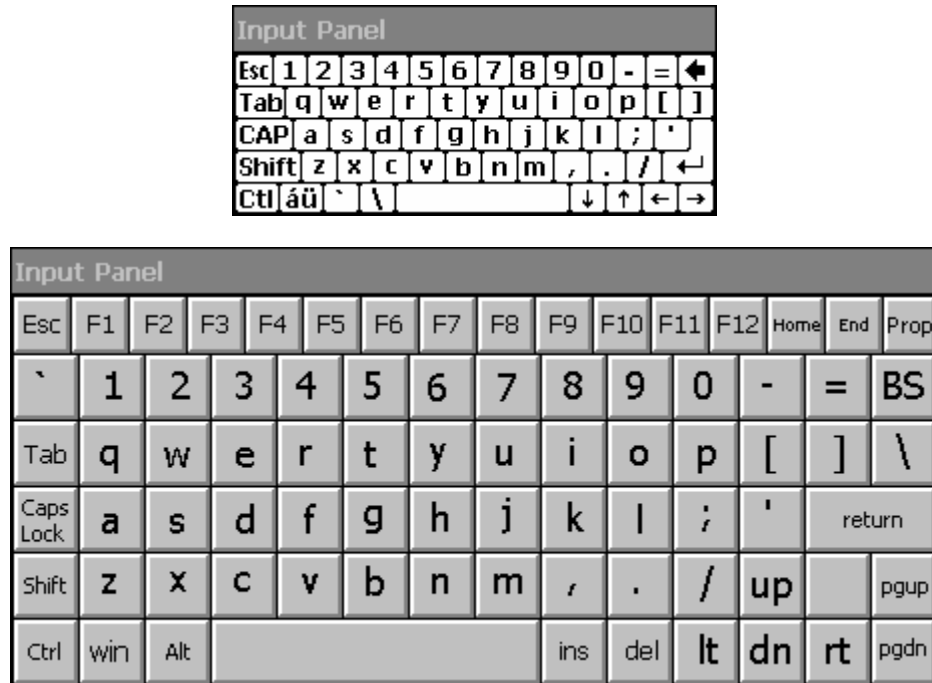 Input Panel
Esc 1 2 3 4 5 6 7 8 9 0 - =
Tab q w e r t y u i o p [ ]
CAP a s d f g h j k l ; '
Shift z x c v b n m , . /
Ctl áü ` \ ↓ ↑ ← →
Input Panel
Esc F1 F2 F3 F4 F5 F6 F7 F8 F9 F10 F11 F12 Home End Prop
` 1 2 3 4 5 6 7 8 9 0 - = BS
Tab q w e r t y u i o p [ ] \
Caps Lock a s d f g h j k l ; ' return
Shift z x c v b n m , . / up pgup
Ctrl win Alt ins del lt dn rt pgdn